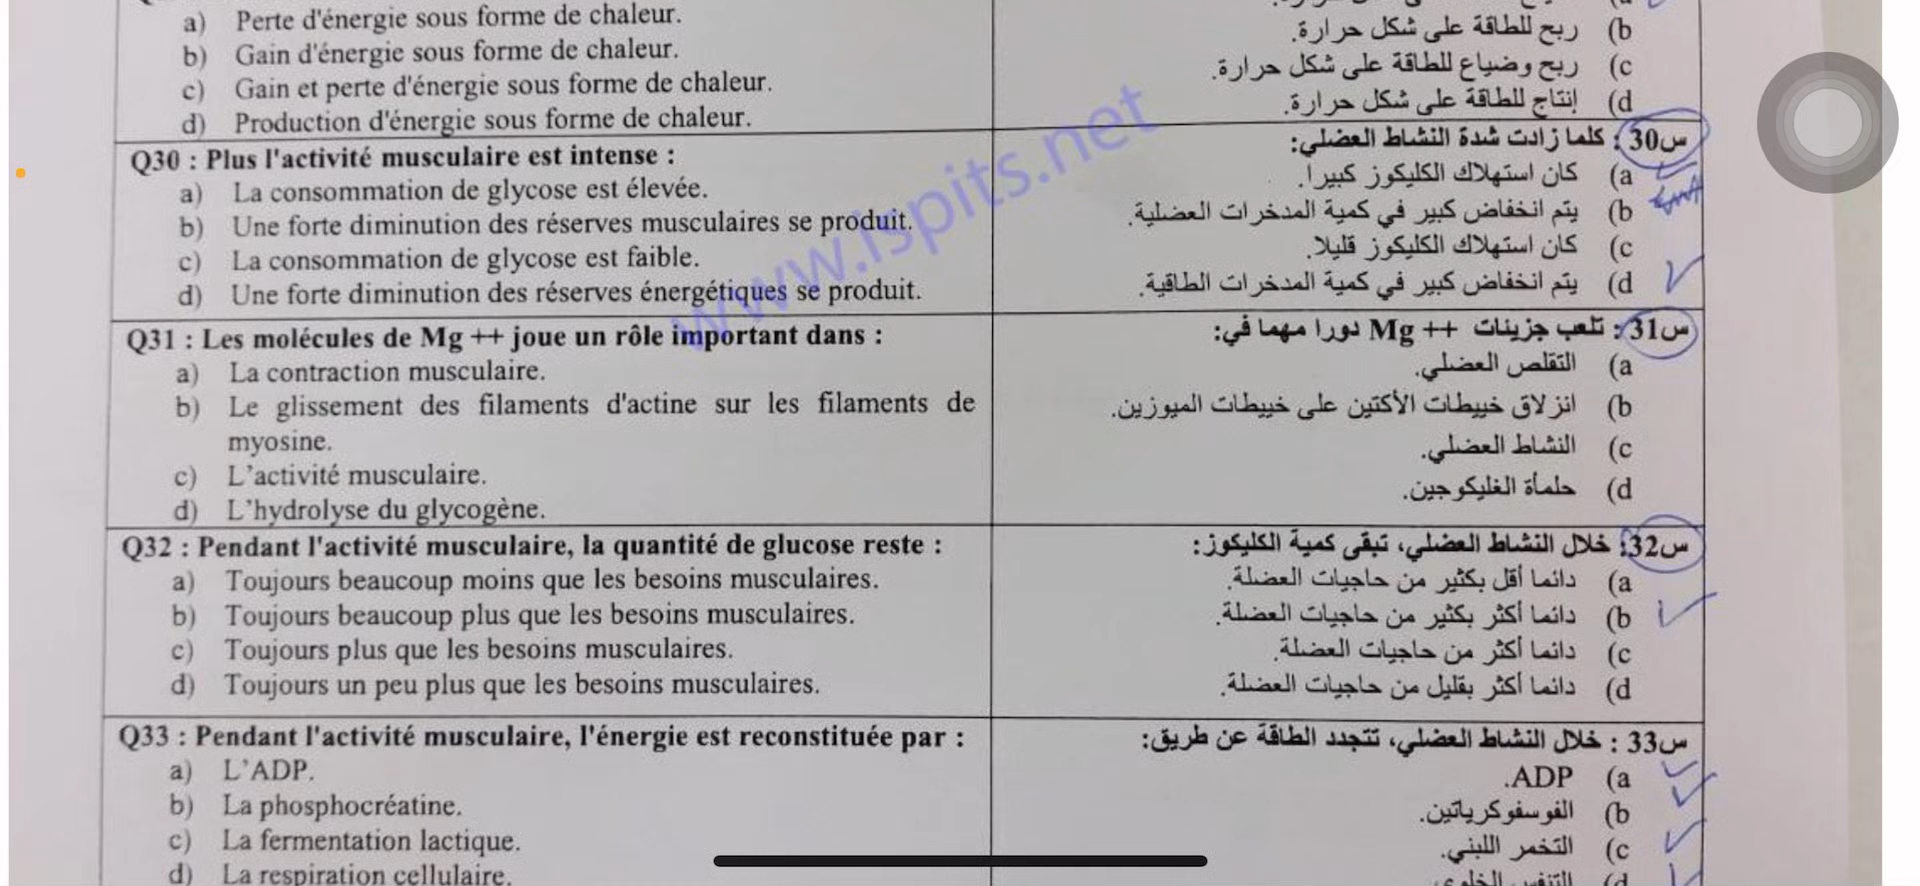 a) Perte d'énergie sous forme de chaleur.
b) Gain d'énergie sous forme de chaleur.
c) Gain et perte d'énergie sous forme de chaleur.
d) Production d'énergie sous forme de chaleur.
b) ربح للطاقة على شكل حرارة.
c) ربح وضياع للطاقة على شكل حرارة.
d) إنتاج للطاقة على شكل حرارة.
Q30 : Plus l'activité musculaire est intense :
a) La consommation de glycose est élevée.
b) Une forte diminution des réserves musculaires se produit.
c) La consommation de glycose est faible.
d) Une forte diminution des réserves énergétiques se produit.
س30 : كلما زادت شدة النشاط العضلي:
a) كان استهلاك الكليكوز كبيرا.
b) يتم انخفاض كبير في كمية المدخرات العضلية.
c) كان استهلاك الكليكوز قليلا.
d) يتم انخفاض كبير في كمية المدخرات الطاقية.
Q31 : Les molécules de Mg ++ joue un rôle important dans :
a) La contraction musculaire.
b) Le glissement des filaments d'actine sur les filaments de
myosine.
c) L'activité musculaire.
d) L'hydrolyse du glycogène.
س31 : تلعب جزيئات Mg ++ دورا مهما في:
a) التقلص العضلي.
b) انزلاق خييطات الأكتين على خييطات الميوزين.
c) النشاط العضلي.
d) حلمأة الغليكوجين.
Q32 : Pendant l'activité musculaire, la quantité de glucose reste :
a) Toujours beaucoup moins que les besoins musculaires.
b) Toujours beaucoup plus que les besoins musculaires.
c) Toujours plus que les besoins musculaires.
d) Toujours un peu plus que les besoins musculaires.
س32: خلال النشاط العضلي، تبقى كمية الكليكوز:
a) دائما أقل بكثير من حاجيات العضلة.
b) دائما أكثر بكثير من حاجيات العضلة.
c) دائما أكثر من حاجيات العضلة.
d) دائما أكثر بقليل من حاجيات العضلة.
Q33 : Pendant l'activité musculaire, l'énergie est reconstituée par :
a) L'ADP.
b) La phosphocréatine.
c) La fermentation lactique.
d) La respiration cellulaire.
س33 : خلال النشاط العضلي، تتجدد الطاقة عن طريق:
a) ADP.
b) الفوسفوكرياتين.
c) التخمر اللبني.
d) التنفس الخلوي.
www.ispits.net